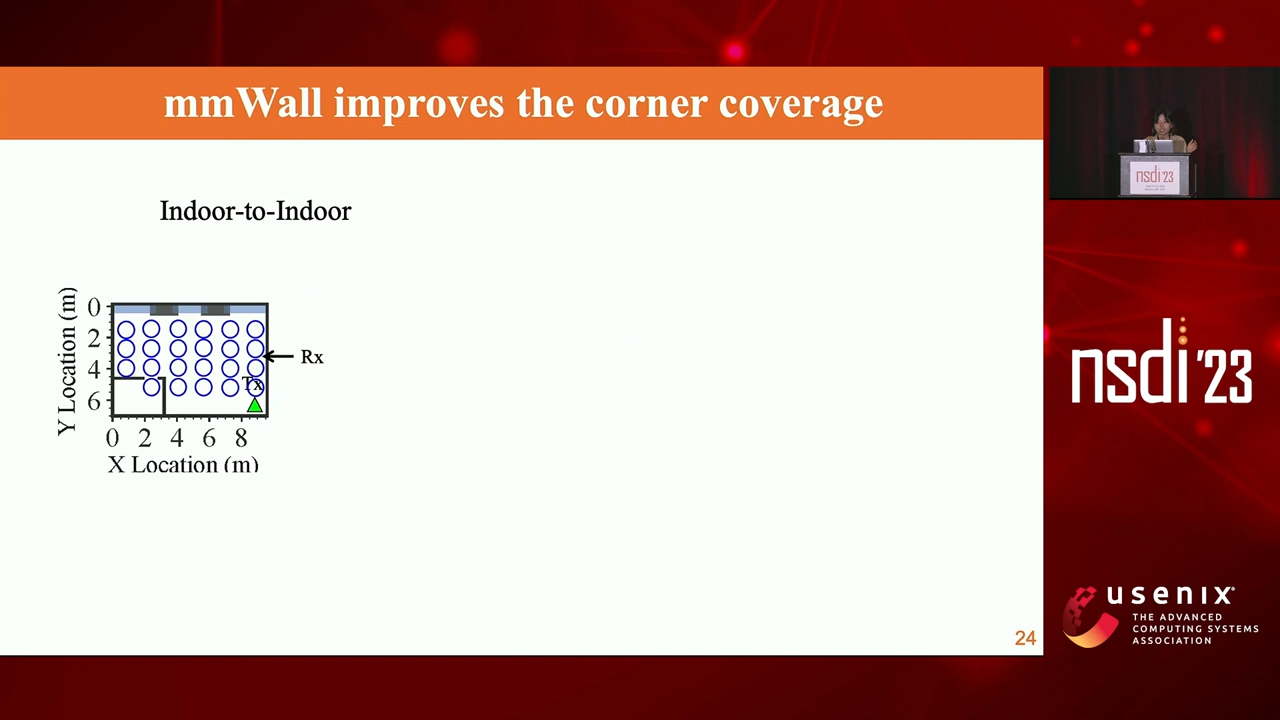 mmWall improves the corner coverage
Indoor-to-Indoor
Y Location (m)
0
2
4
6
Rx
Tx
0 2 4 6 8
X Location (m)
24
nsdi '23
nsdi '23
usenix
THE ADVANCED
COMPUTING SYSTEMS
ASSOCIATION